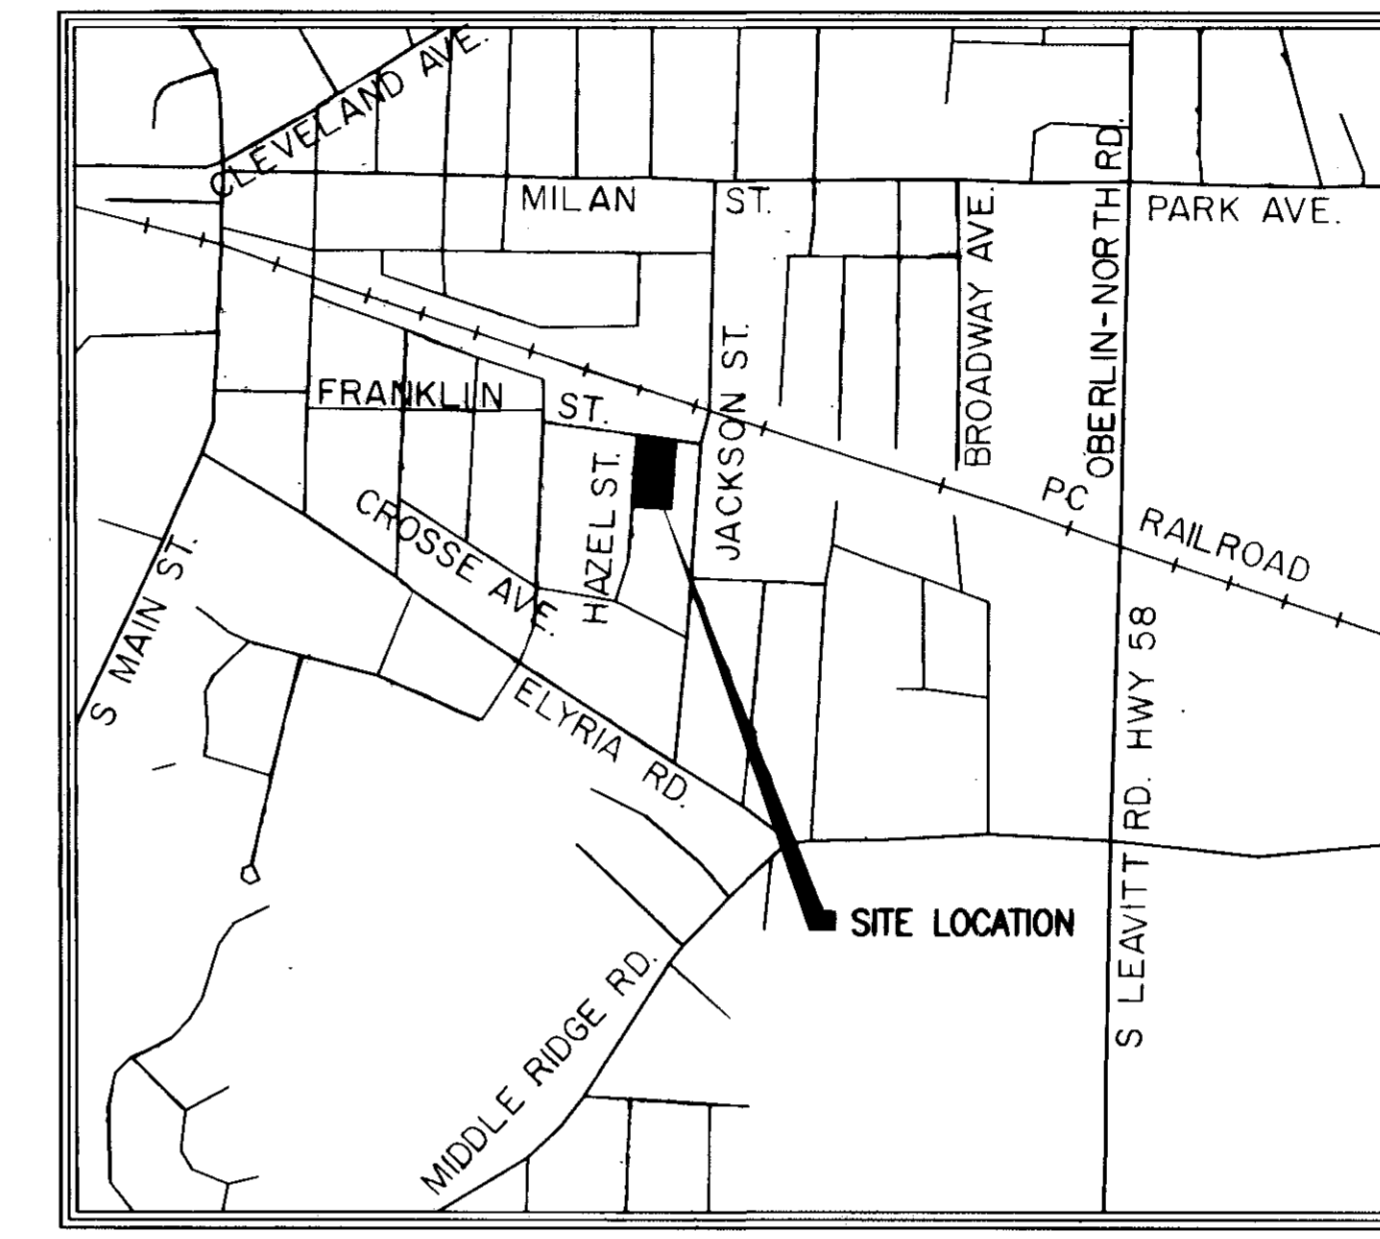 CLEVELAND AVE.
MILAN ST.
PARK AVE.
BROADWAY AVE.
OBERLIN-NORTH RD.
FRANKLIN ST.
JACKSON ST.
HAZEL ST.
CROSSE AVE.
PC RAILROAD
S MAIN ST.
ELYRIA RD.
S LEAVITT RD. HWY 58
SITE LOCATION
MIDDLE RIDGE RD.